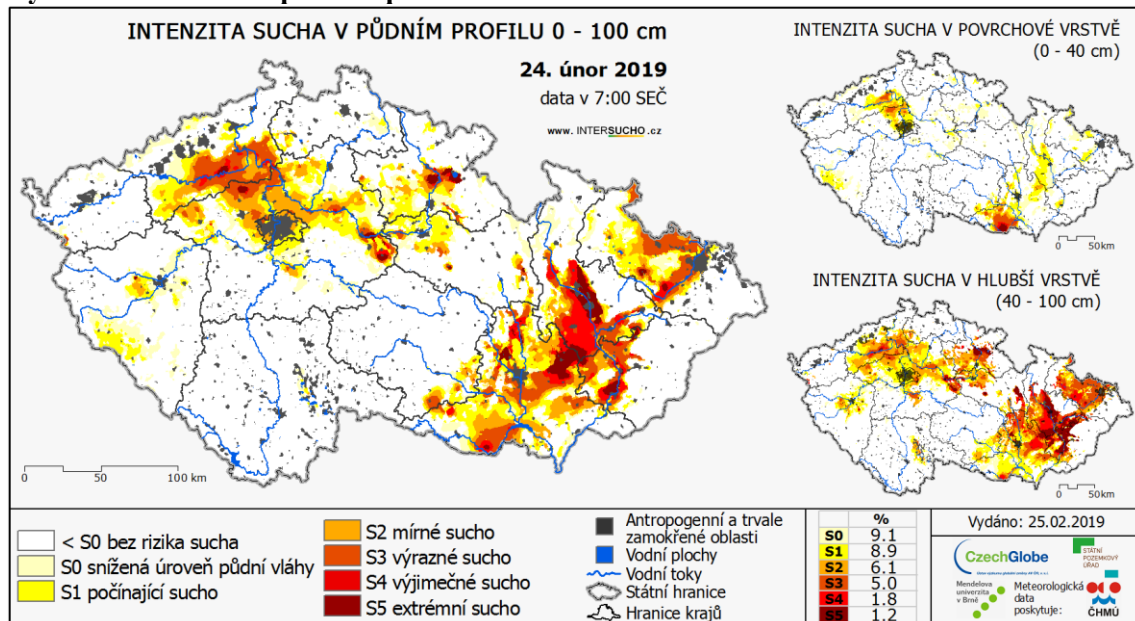 INTENZITA SUCHA V PŮDNÍM PROFILU 0 - 100 cm
24. únor 2019
data v 7:00 SEČ
www. INTERSUCHO .cz
0 50 100 km
INTENZITA SUCHA V POVRCHOVÉ VRSTVĚ
(0 - 40 cm)
0 50km
INTENZITA SUCHA V HLUBŠÍ VRSTVĚ
(40 - 100 cm)
0 50km
< S0 bez rizika sucha
S0 snížená úroveň půdní vláhy
S1 počínající sucho
S2 mírné sucho
S3 výrazné sucho
S4 výjimečné sucho
S5 extrémní sucho
Antropogenní a trvale
zamokřené oblasti
Vodní plochy
Vodní toky
Státní hranice
Hranice krajů
%
S0 9.1
S1 8.9
S2 6.1
S3 5.0
S4 1.8
S5 1.2
Vydáno: 25.02.2019
CzechGlobe
STÁTNÍ
POZEMKOVÝ
ÚŘAD
Mendelova
univerzita
v Brně
Meteorologická
data
poskytuje:
ČHMÚ